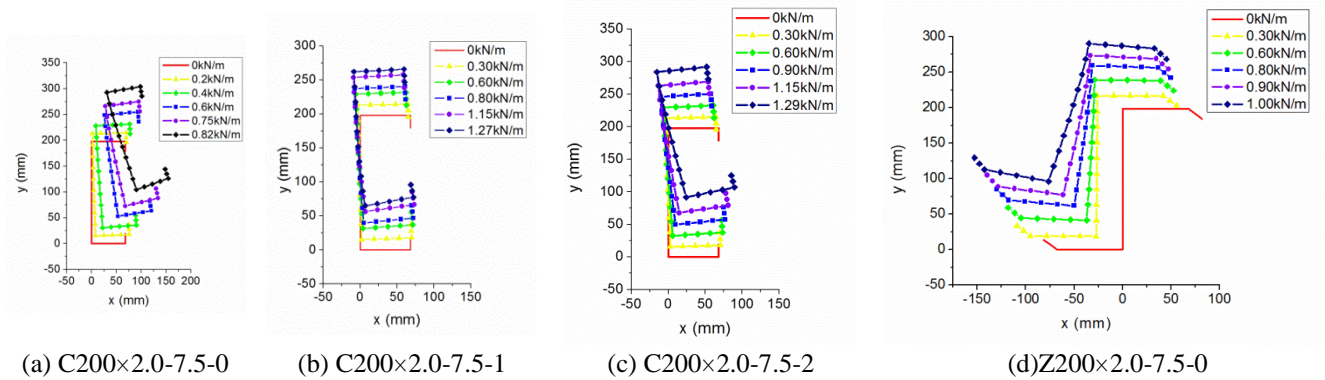 0kN/m
0.2kN/m
0.4kN/m
0.6kN/m
0.75kN/m
0.82kN/m
350
300
250
200
150
100
50
0
-50
-50 0 50 100 150 200
y (mm)
x (mm)
(a) C200×2.0-7.5-0
0kN/m
0.30kN/m
0.60kN/m
0.80kN/m
1.15kN/m
1.27kN/m
300
250
200
150
100
50
0
-50
-50 0 50 100 150
y (mm)
x (mm)
(b) C200×2.0-7.5-1
0kN/m
0.30kN/m
0.60kN/m
0.90kN/m
1.15kN/m
1.29kN/m
350
300
250
200
150
100
50
0
-50
-50 0 50 100 150
y (mm)
x (mm)
(c) C200×2.0-7.5-2
0kN/m
0.30kN/m
0.60kN/m
0.80kN/m
0.90kN/m
1.00kN/m
300
250
200
150
100
50
0
-50
-150 -100 -50 0 50 100
y (mm)
x (mm)
(d)Z200×2.0-7.5-0